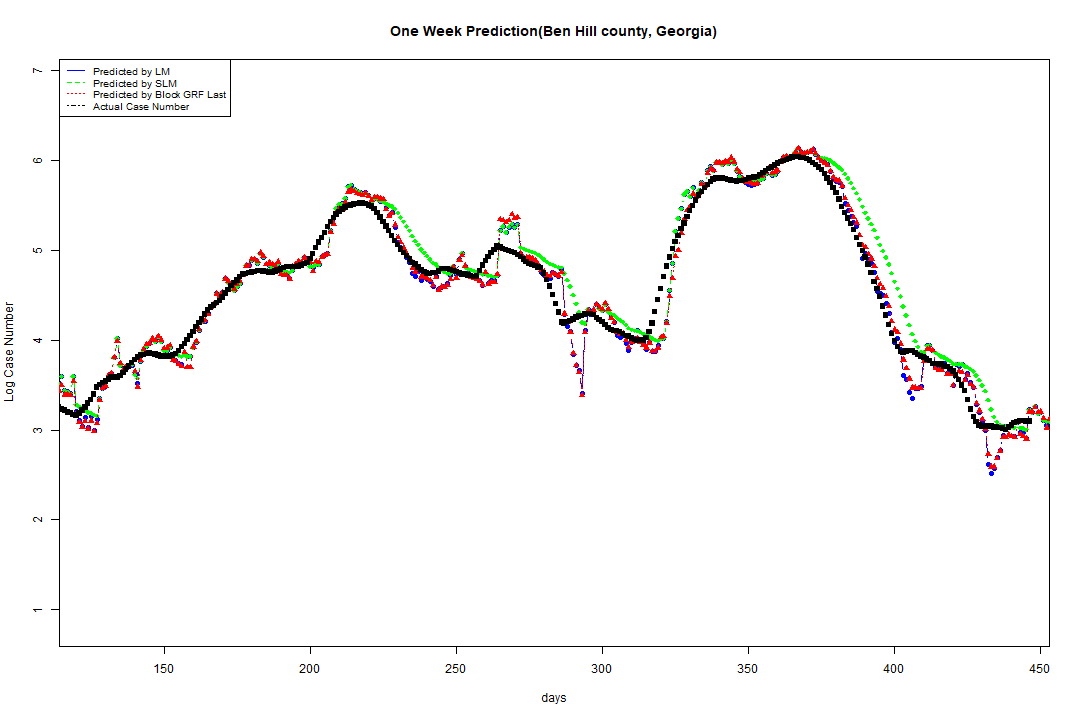 One Week Prediction(Ben Hill county, Georgia)
Predicted by LM
Predicted by SLM
Predicted by Block GRF Last
Actual Case Number
7
6
5
4
3
2
1
Log Case Number
150 200 250 300 350 400 450
days